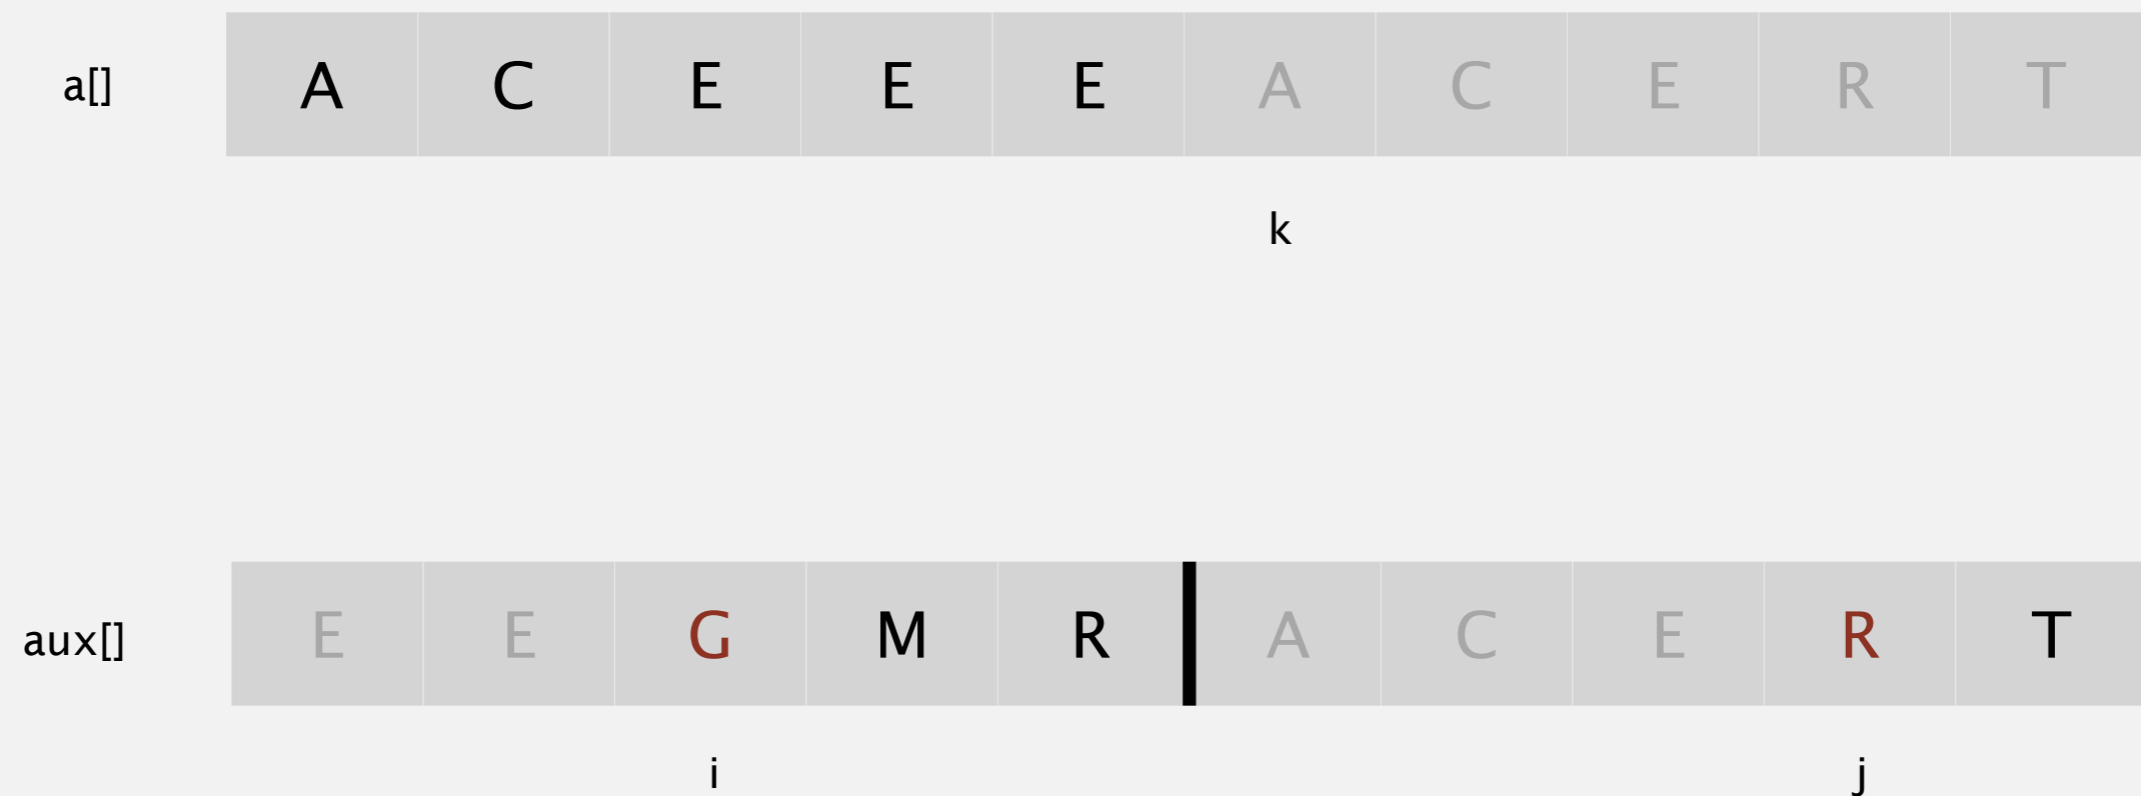 a[] A C E E E A C E R T
k
aux[] E E G M R A C E R T
i j